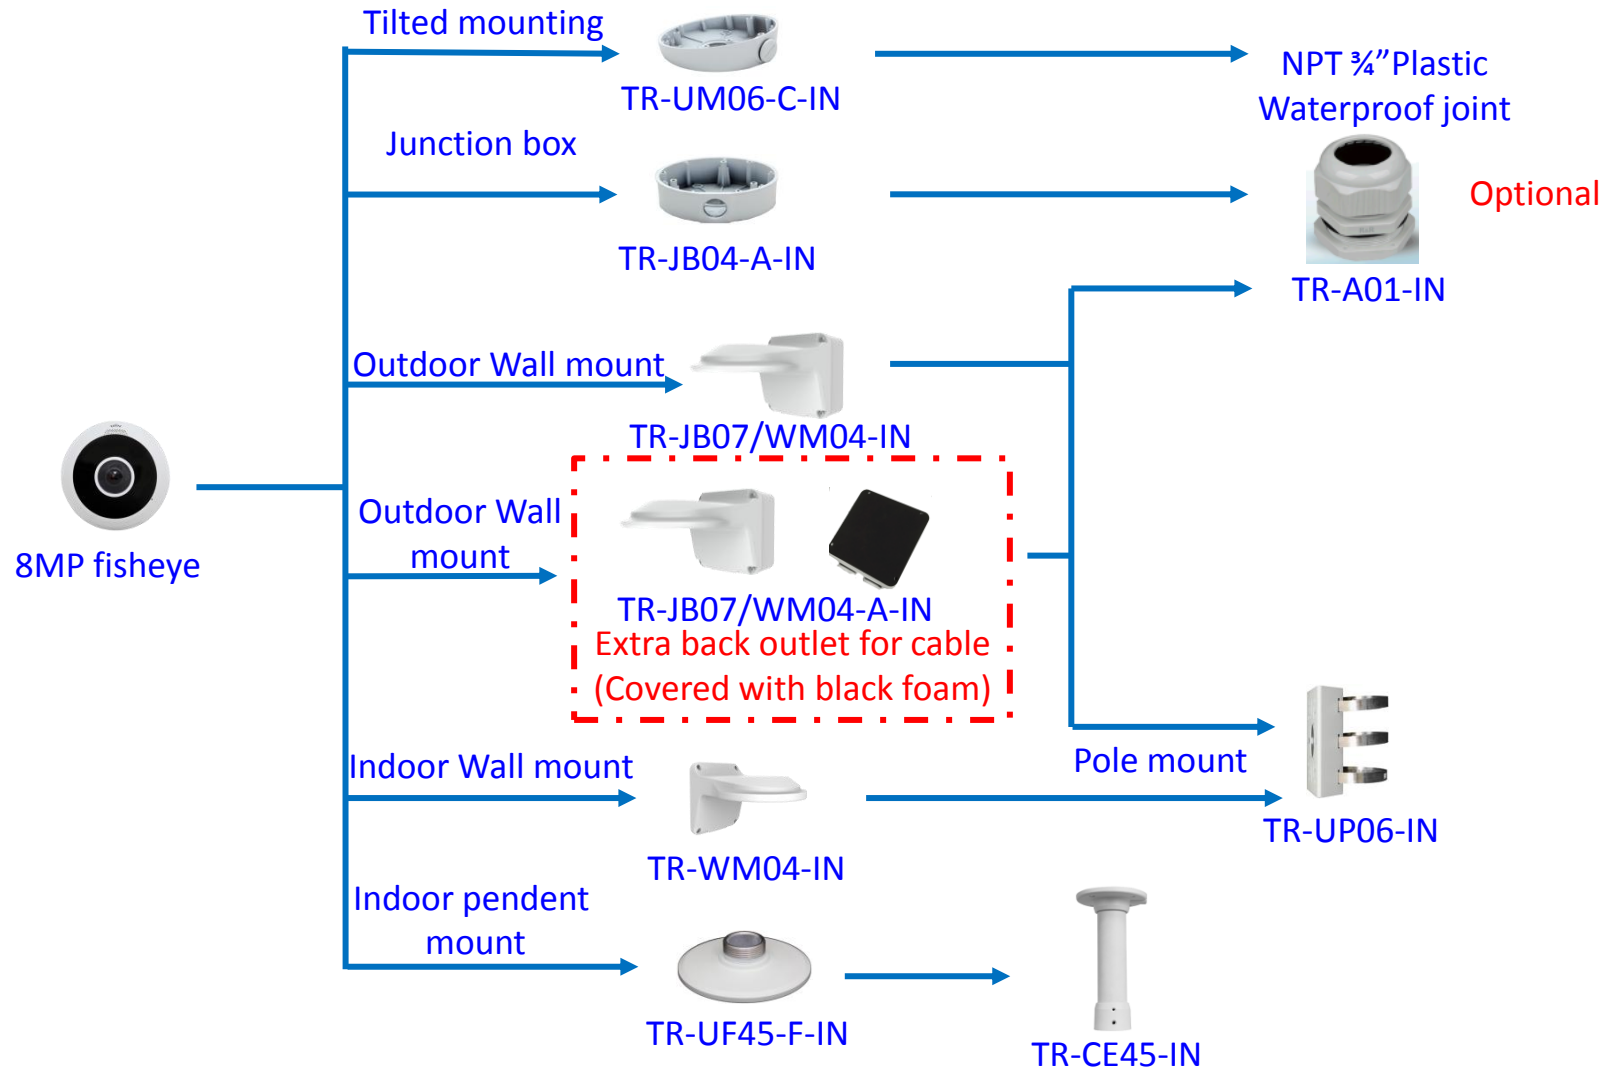 Tilted mounting
TR-UM06-C-IN
NPT ¾”Plastic
Waterproof joint
Junction box
TR-JB04-A-IN
Optional
TR-A01-IN
Outdoor Wall mount
TR-JB07/WM04-IN
8MP fisheye
Outdoor Wall
mount
TR-JB07/WM04-A-IN
Extra back outlet for cable
(Covered with black foam)
Indoor Wall mount
TR-WM04-IN
Pole mount
TR-UP06-IN
Indoor pendent
mount
TR-UF45-F-IN
TR-CE45-IN